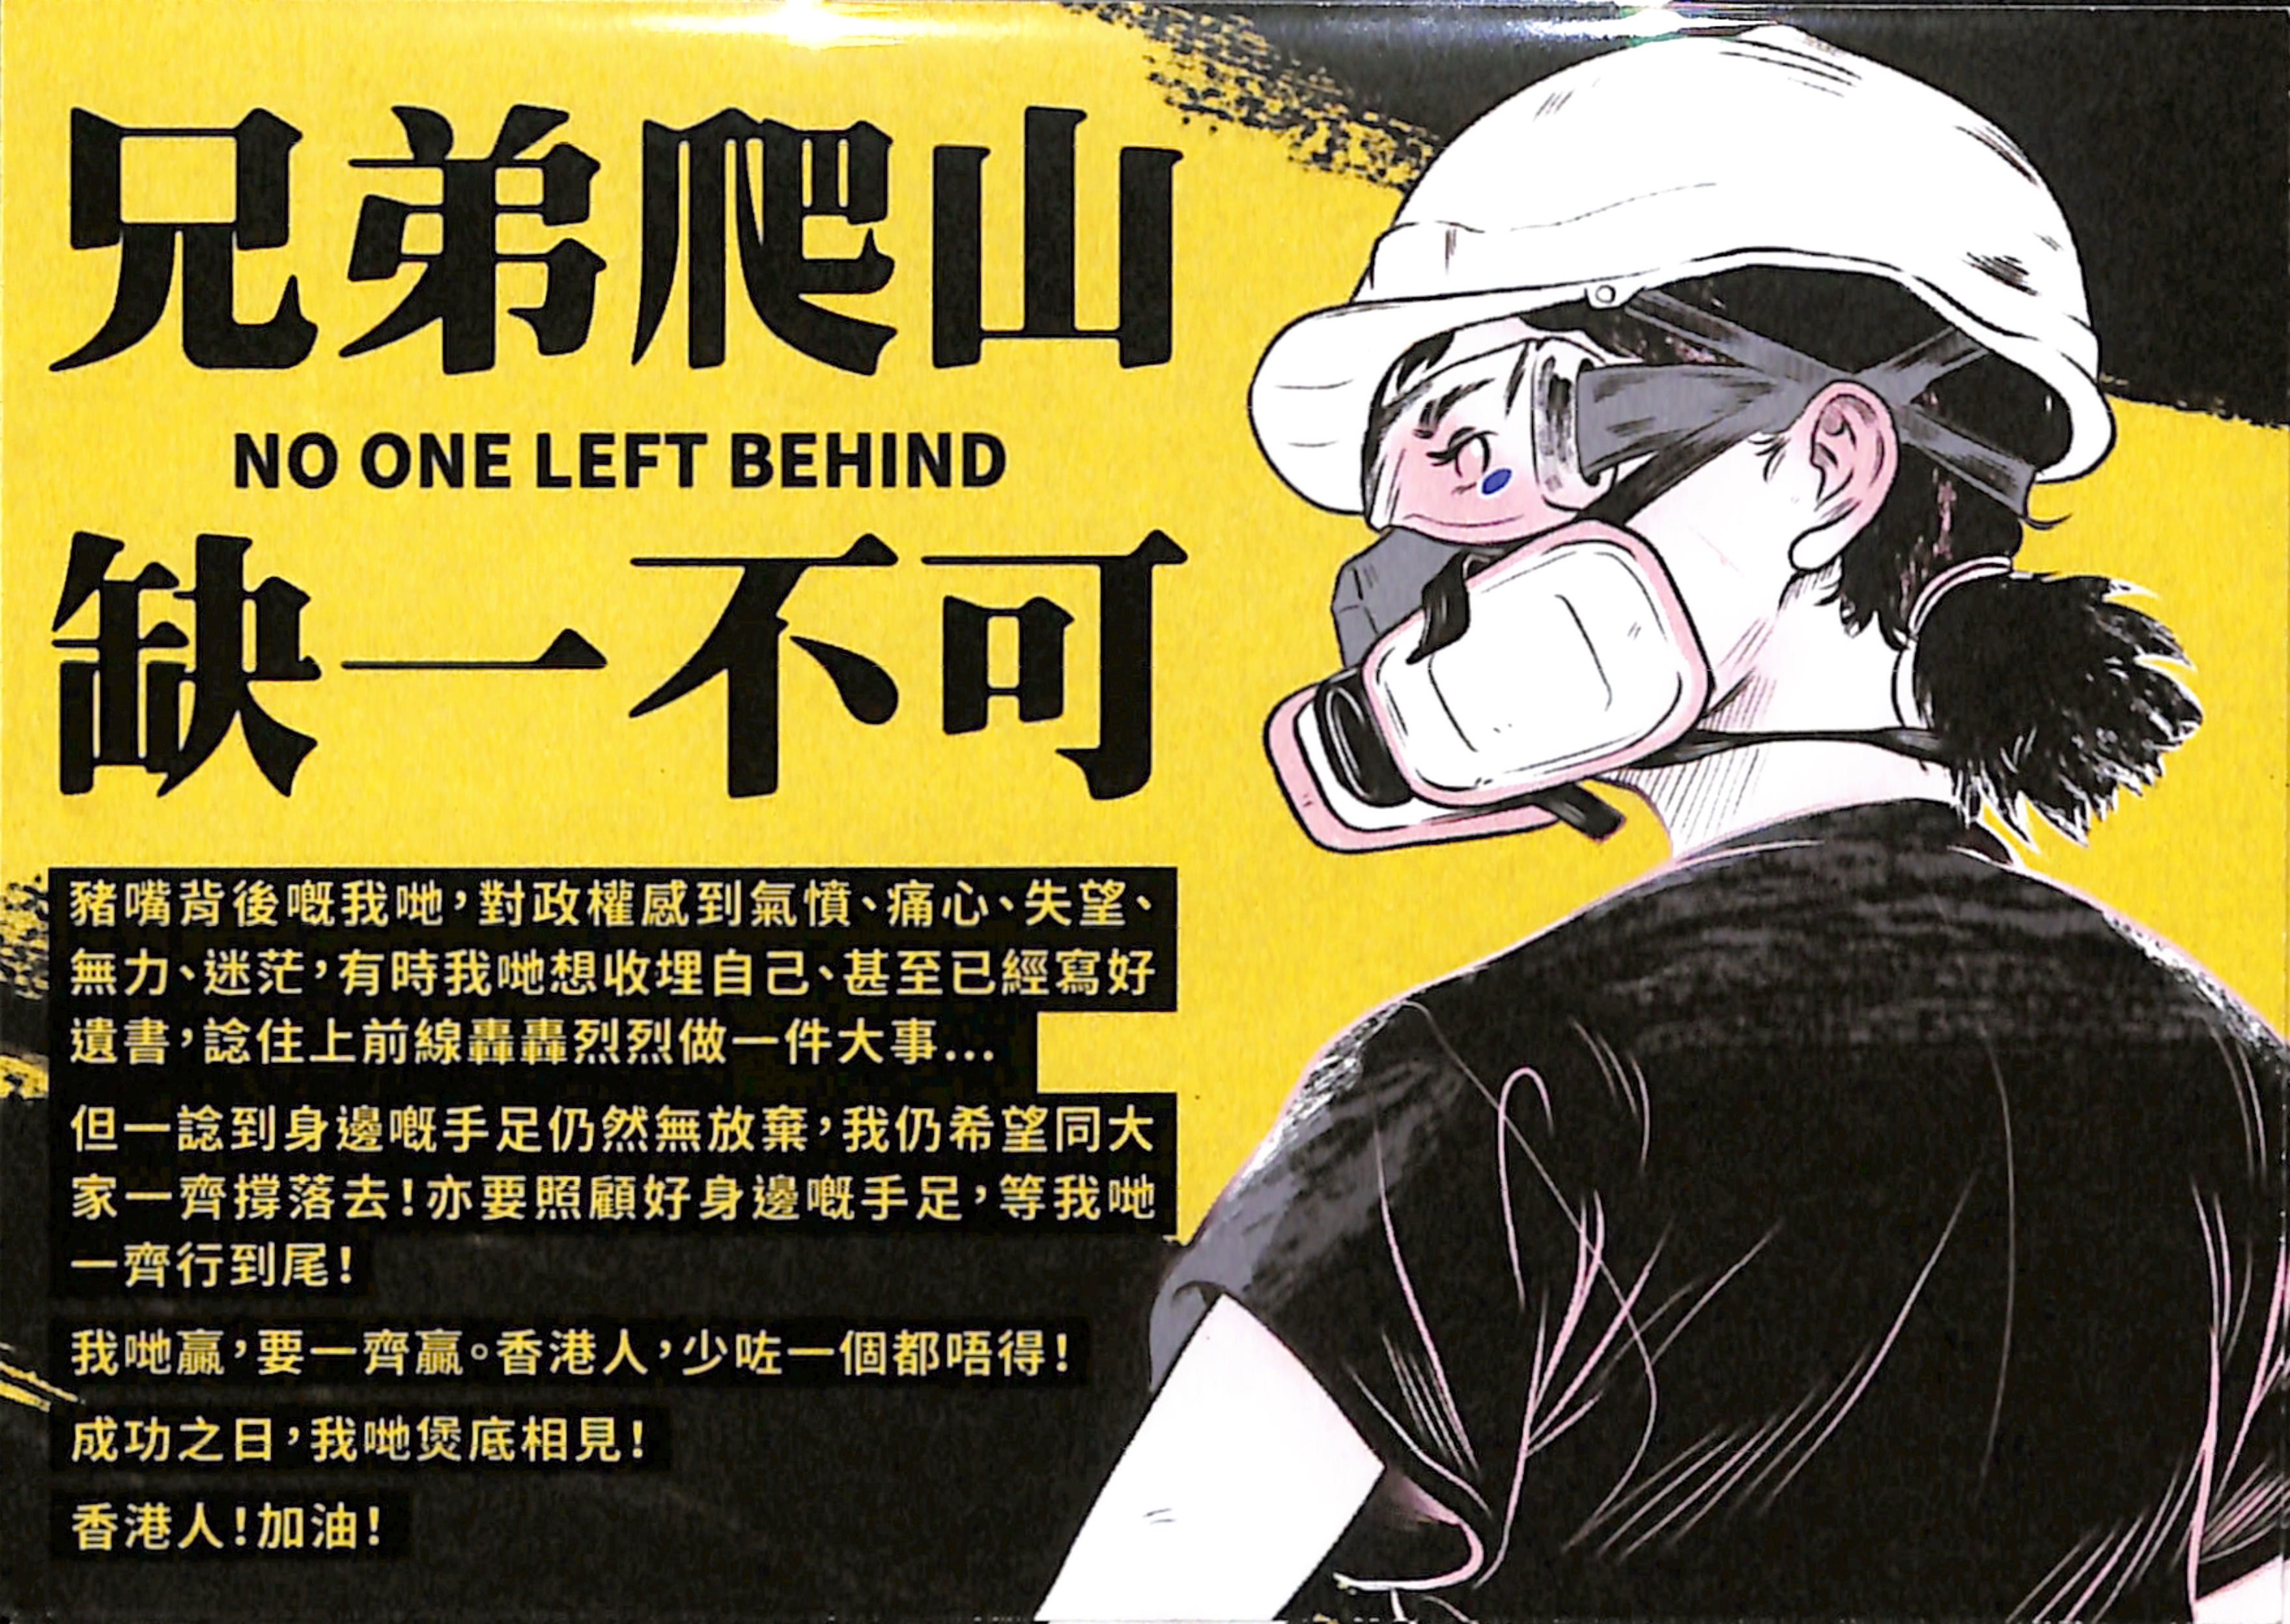 兄弟爬山
NO ONE LEFT BEHIND
缺一不可
豬嘴背後嘅我哋，對政權感到氣憤、痛心、失望、
無力、迷茫，有時我哋想收埋自己、甚至已經寫好
遺書，諗住上前線轟轟烈烈做一件大事...
但一諗到身邊嘅手足仍然無放棄，我仍希望同大
家一齊撐落去！亦要照顧好身邊嘅手足，等我哋
一齊行到尾！
我哋贏，要一齊贏。香港人，少咗一個都唔得！
成功之日，我哋煲底相見！
香港人！加油！